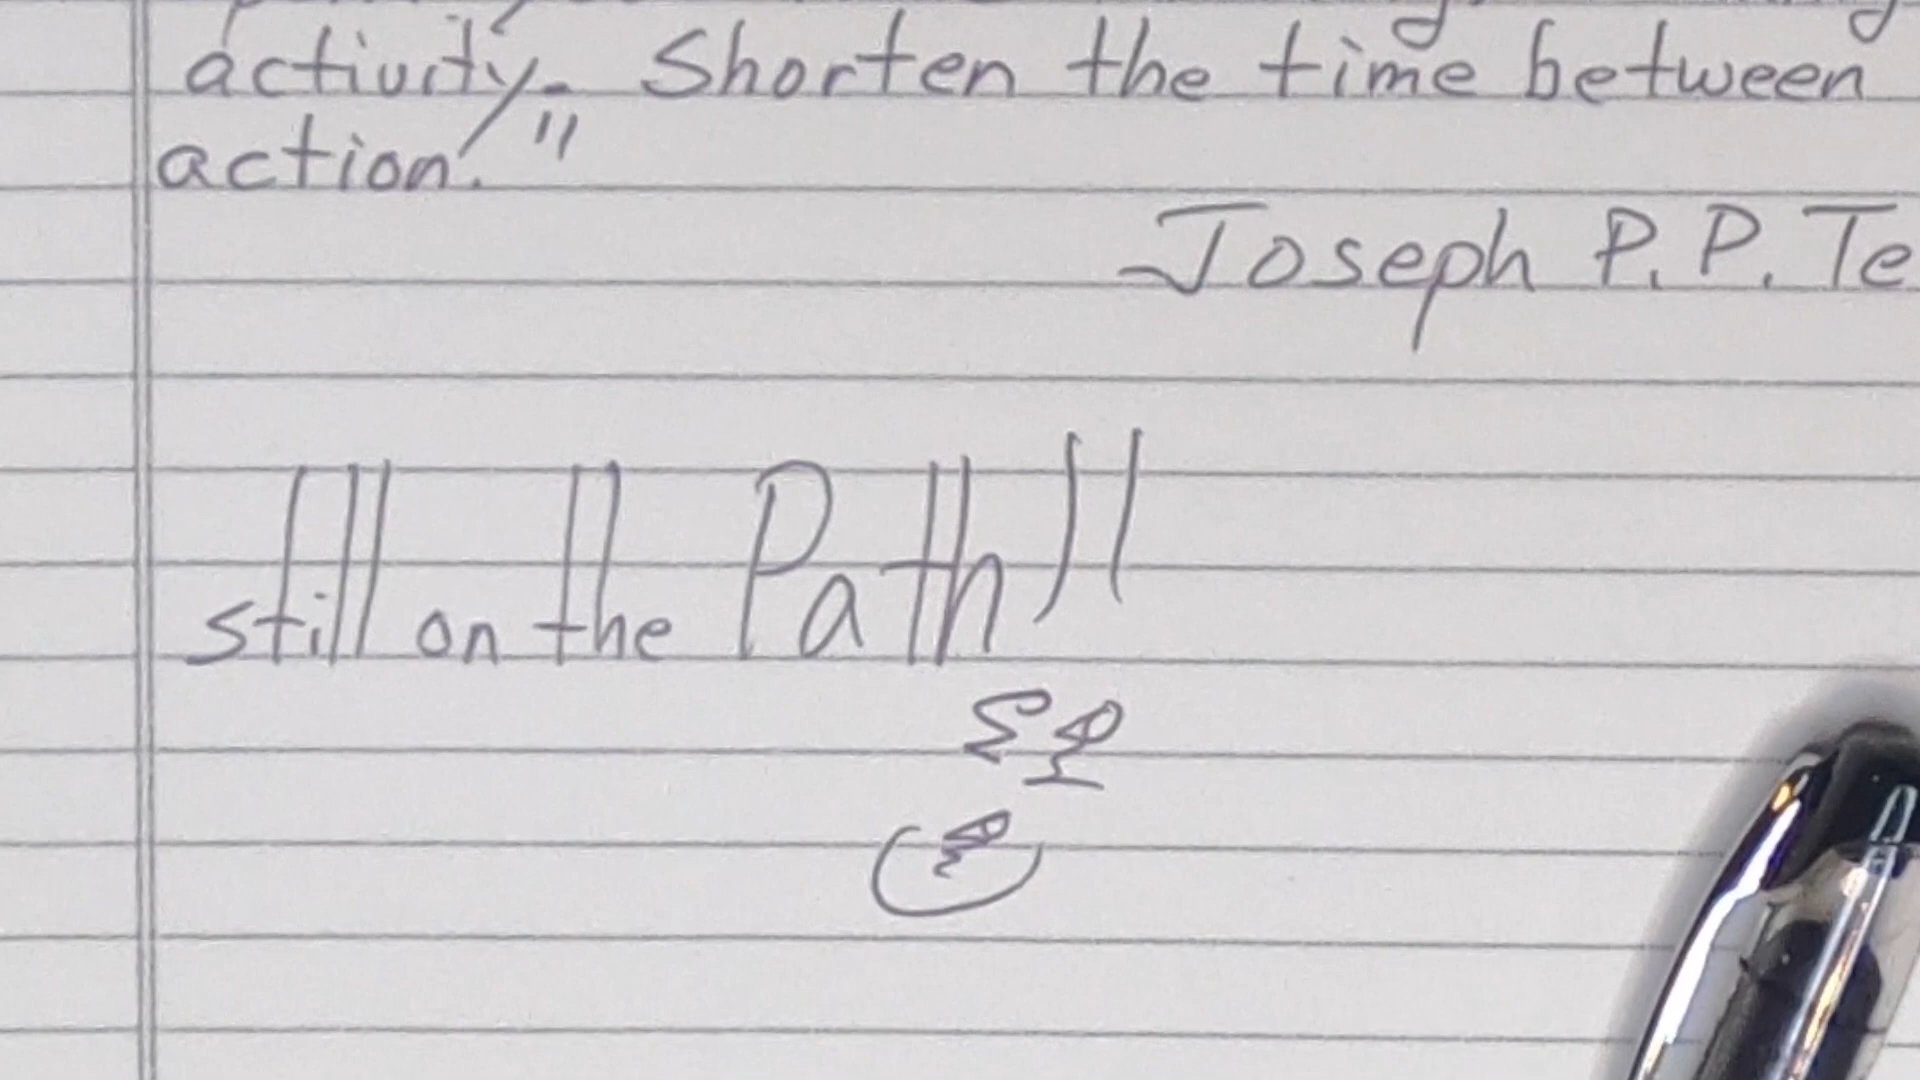 activity. Shorten the time between
action."
Joseph P. P. Te
still on the Path!!